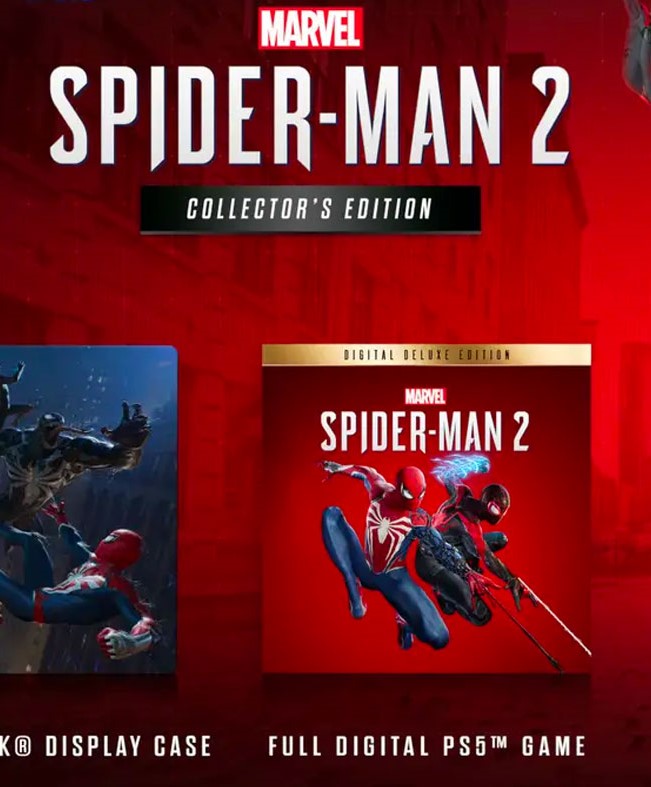 MARVEL
SPIDER-MAN 2
COLLECTOR'S EDITION
DIGITAL DELUXE EDITION
MARVEL
SPIDER-MAN 2
K® DISPLAY CASE
FULL DIGITAL PS5™ GAME